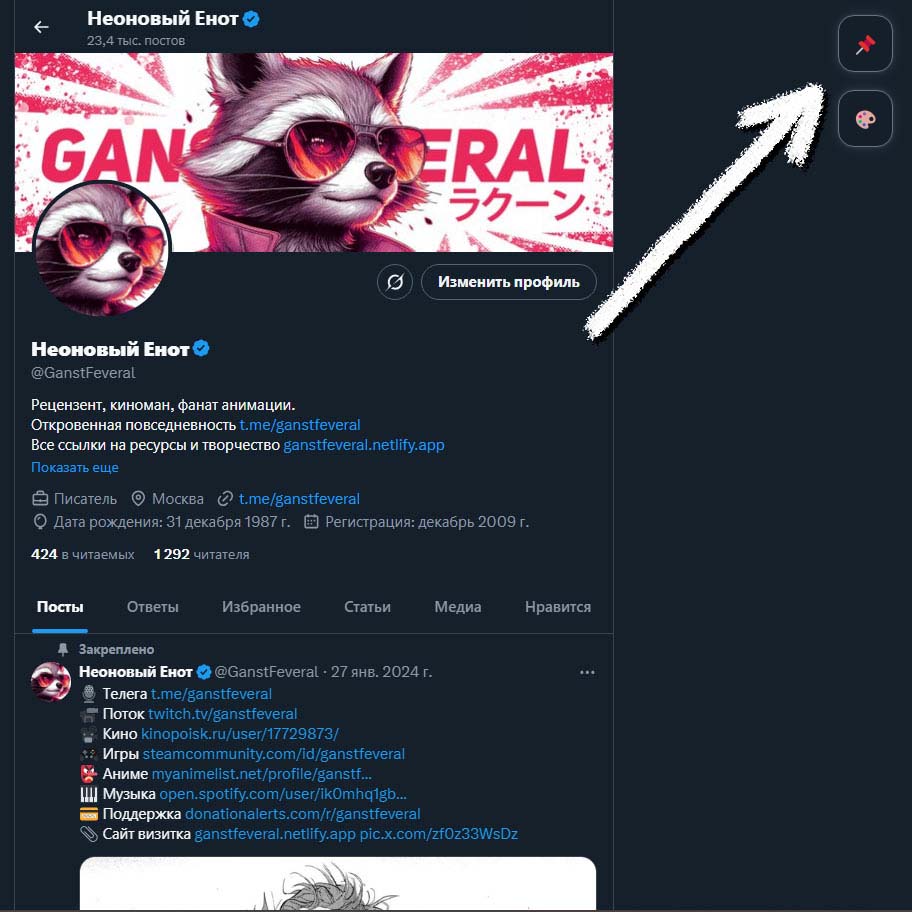 Неоновый Енот
23,4 тыс. постов
GANSTFEVERAL
ラクーン
Изменить профиль
Неоновый Енот
@GanstFeveral
Рецензент, киноман, фанат анимации.
Откровенная повседневность t.me/ganstfeveral
Все ссылки на ресурсы и творчество ganstfeveral.netlify.app
Показать еще
Писатель Москва t.me/ganstfeveral
Дата рождения: 31 декабря 1987 г. Регистрация: декабрь 2009 г.
424 в читаемых 1 292 читателя
Посты Ответы Избранное Статьи Медиа Нравится
Закреплено
Неоновый Енот @GanstFeveral · 27 янв. 2024 г.
Телега t.me/ganstfeveral
Поток twitch.tv/ganstfeveral
Кино kinopoisk.ru/user/17729873/
Игры steamcommunity.com/id/ganstfeveral
Аниме myanimelist.net/profile/ganstf…
Музыка open.spotify.com/user/ik0mhq1gb…
Поддержка donationalerts.com/r/ganstfeveral
Сайт визитка ganstfeveral.netlify.app pic.x.com/zf0z33WsDz